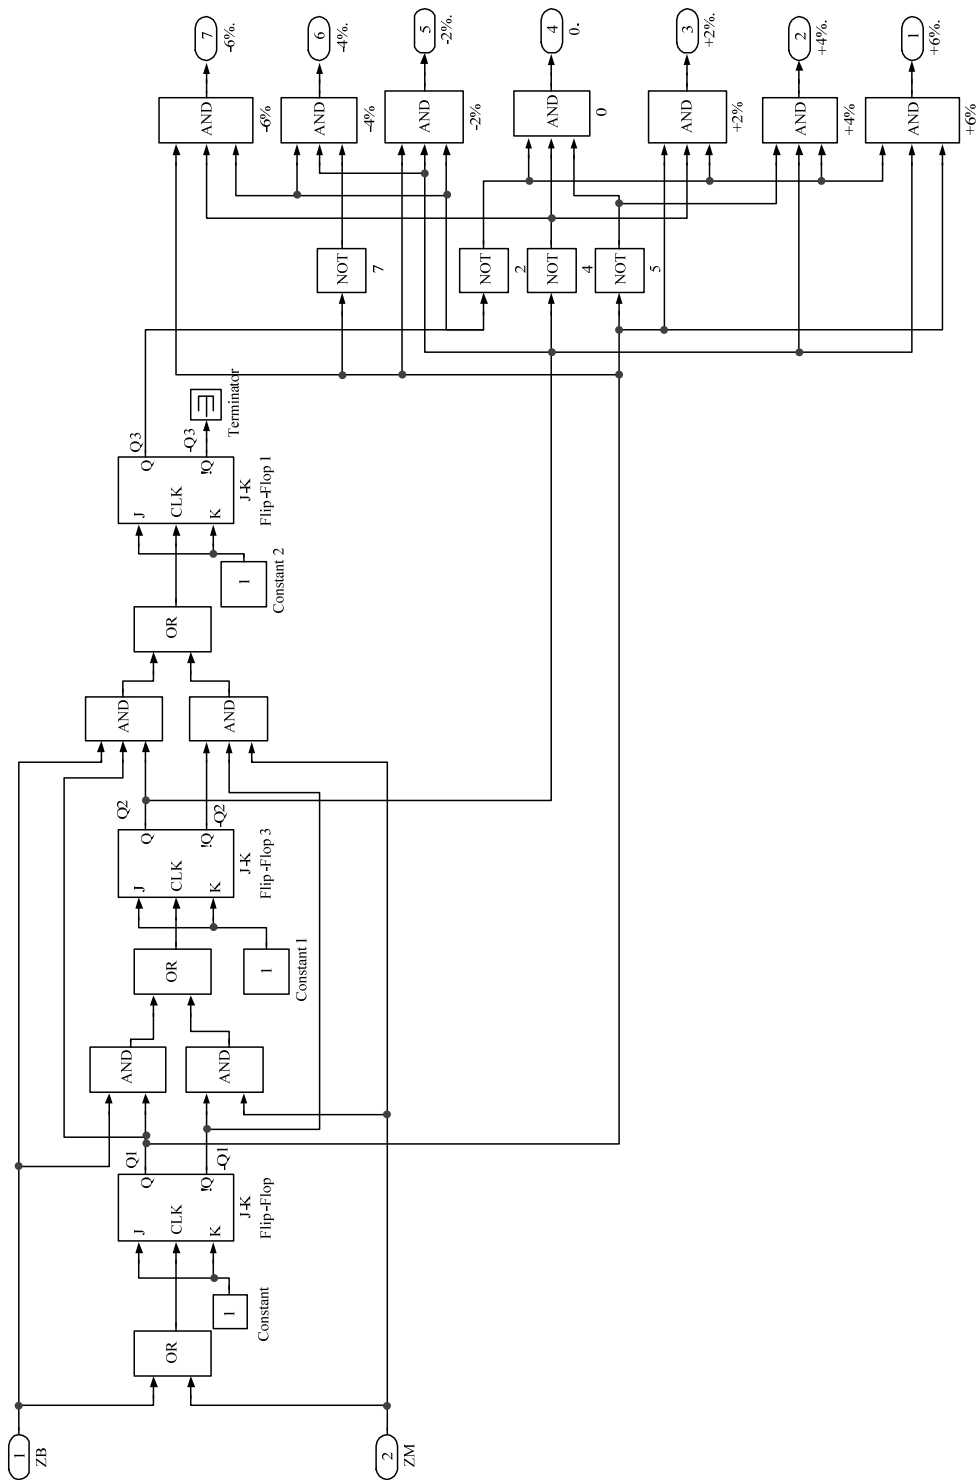 7
-6%.
6
-4%.
5
-2%.
4
0.
3
+2%.
2
+4%.
1
+6%.
AND
-6%
AND
-4%
AND
-2%
AND
0
AND
+2%
AND
+4%
AND
+6%
NOT
7
NOT
2
NOT
4
NOT
5
Terminator
Q3
-Q3
Q
!Q
J
CLK
K
J-K
Flip-Flop 1
1
Constant 2
OR
AND
AND
Q2
-Q2
Q
!Q
J
CLK
K
J-K
Flip-Flop 3
1
Constant 1
OR
AND
AND
Q1
-Q1
Q
!Q
J
CLK
K
J-K
Flip-Flop
1
Constant
OR
1
ZB
2
ZM